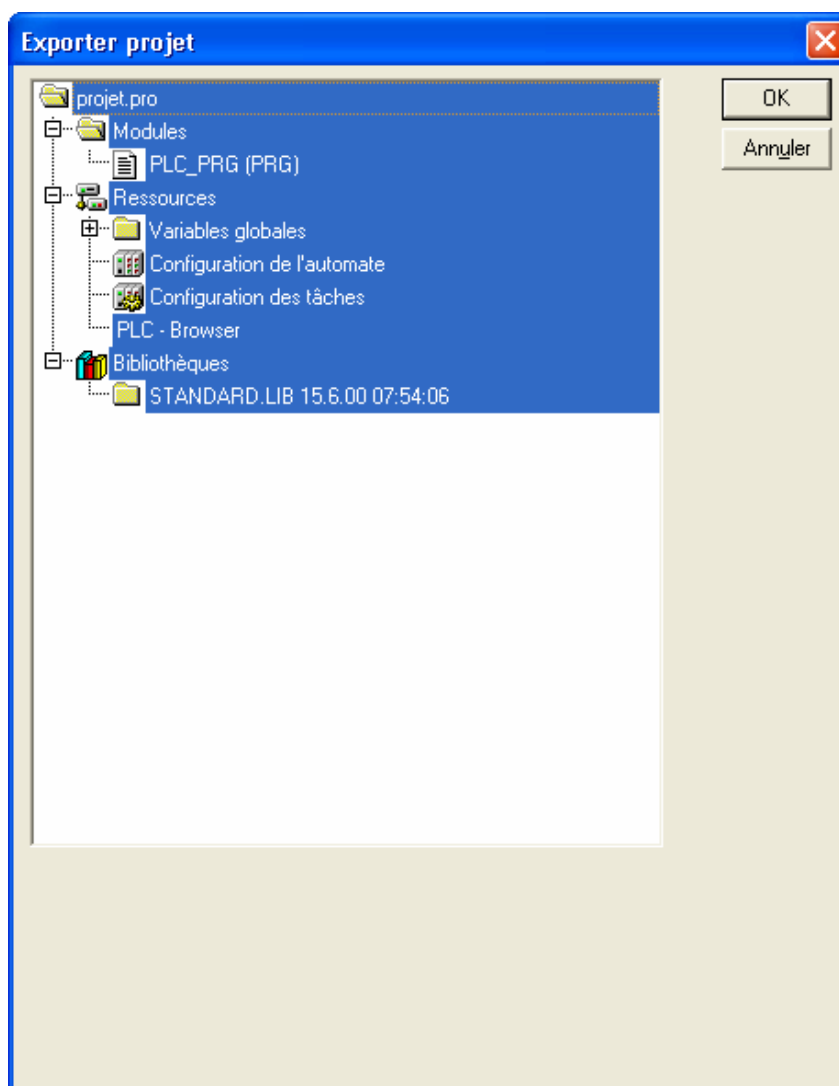 Exporter projet
projet.pro
Modules
PLC_PRG (PRG)
Ressources
Variables globales
Configuration de l'automate
Configuration des tâches
PLC - Browser
Bibliothèques
STANDARD.LIB 15.6.00 07:54:06
OK
Annuler